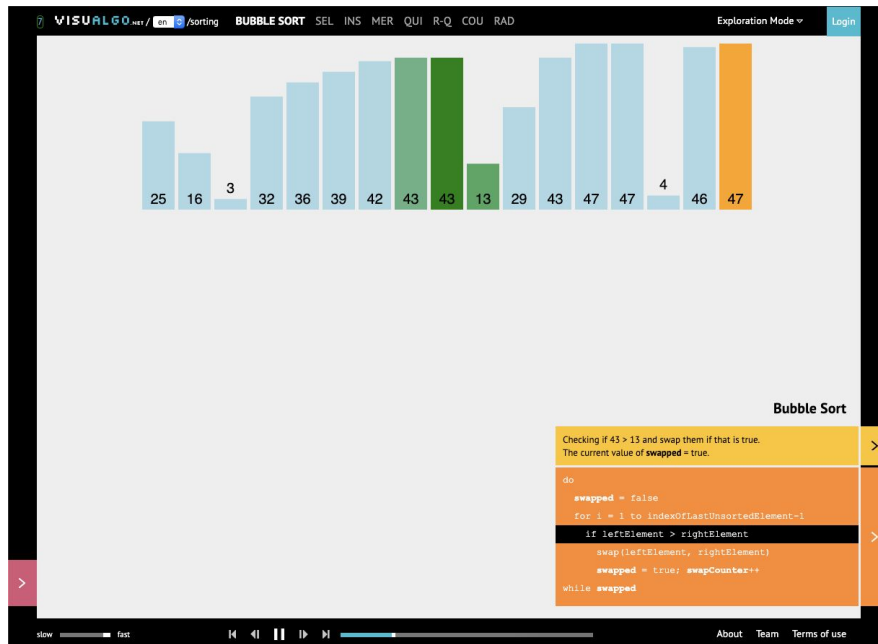 7 VISUALGO.NET / en /sorting BUBBLE SORT SEL INS MER QUI R-Q COU RAD Exploration Mode Login
25 16 3 32 36 39 42 43 43 13 29 43 47 47 4 46 47
Bubble Sort
Checking if 43 > 13 and swap them if that is true.
The current value of swapped = true.
do
swapped = false
for i = 1 to indexOfLastUnsortedElement-1
if leftElement > rightElement
swap(leftElement, rightElement)
swapped = true; swapCounter++
while swapped
slow fast About Team Terms of use